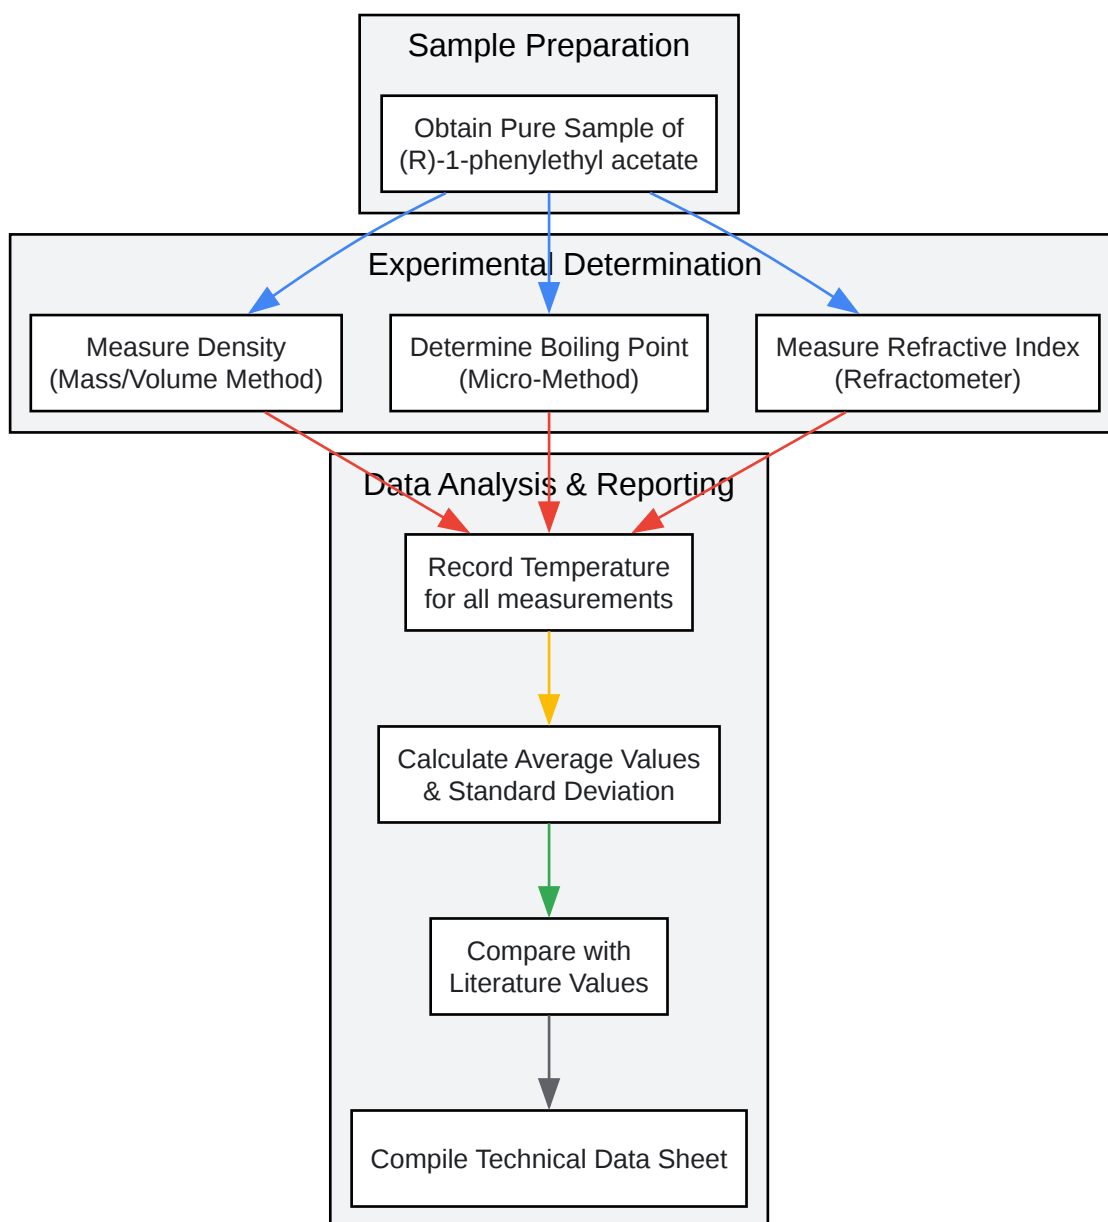 Sample Preparation
Obtain Pure Sample of
(R)-1-phenylethyl acetate
Experimental Determination
Measure Density
(Mass/Volume Method)
Determine Boiling Point
(Micro-Method)
Measure Refractive Index
(Refractometer)
Data Analysis & Reporting
Record Temperature
for all measurements
Calculate Average Values
& Standard Deviation
Compare with
Literature Values
Compile Technical Data Sheet